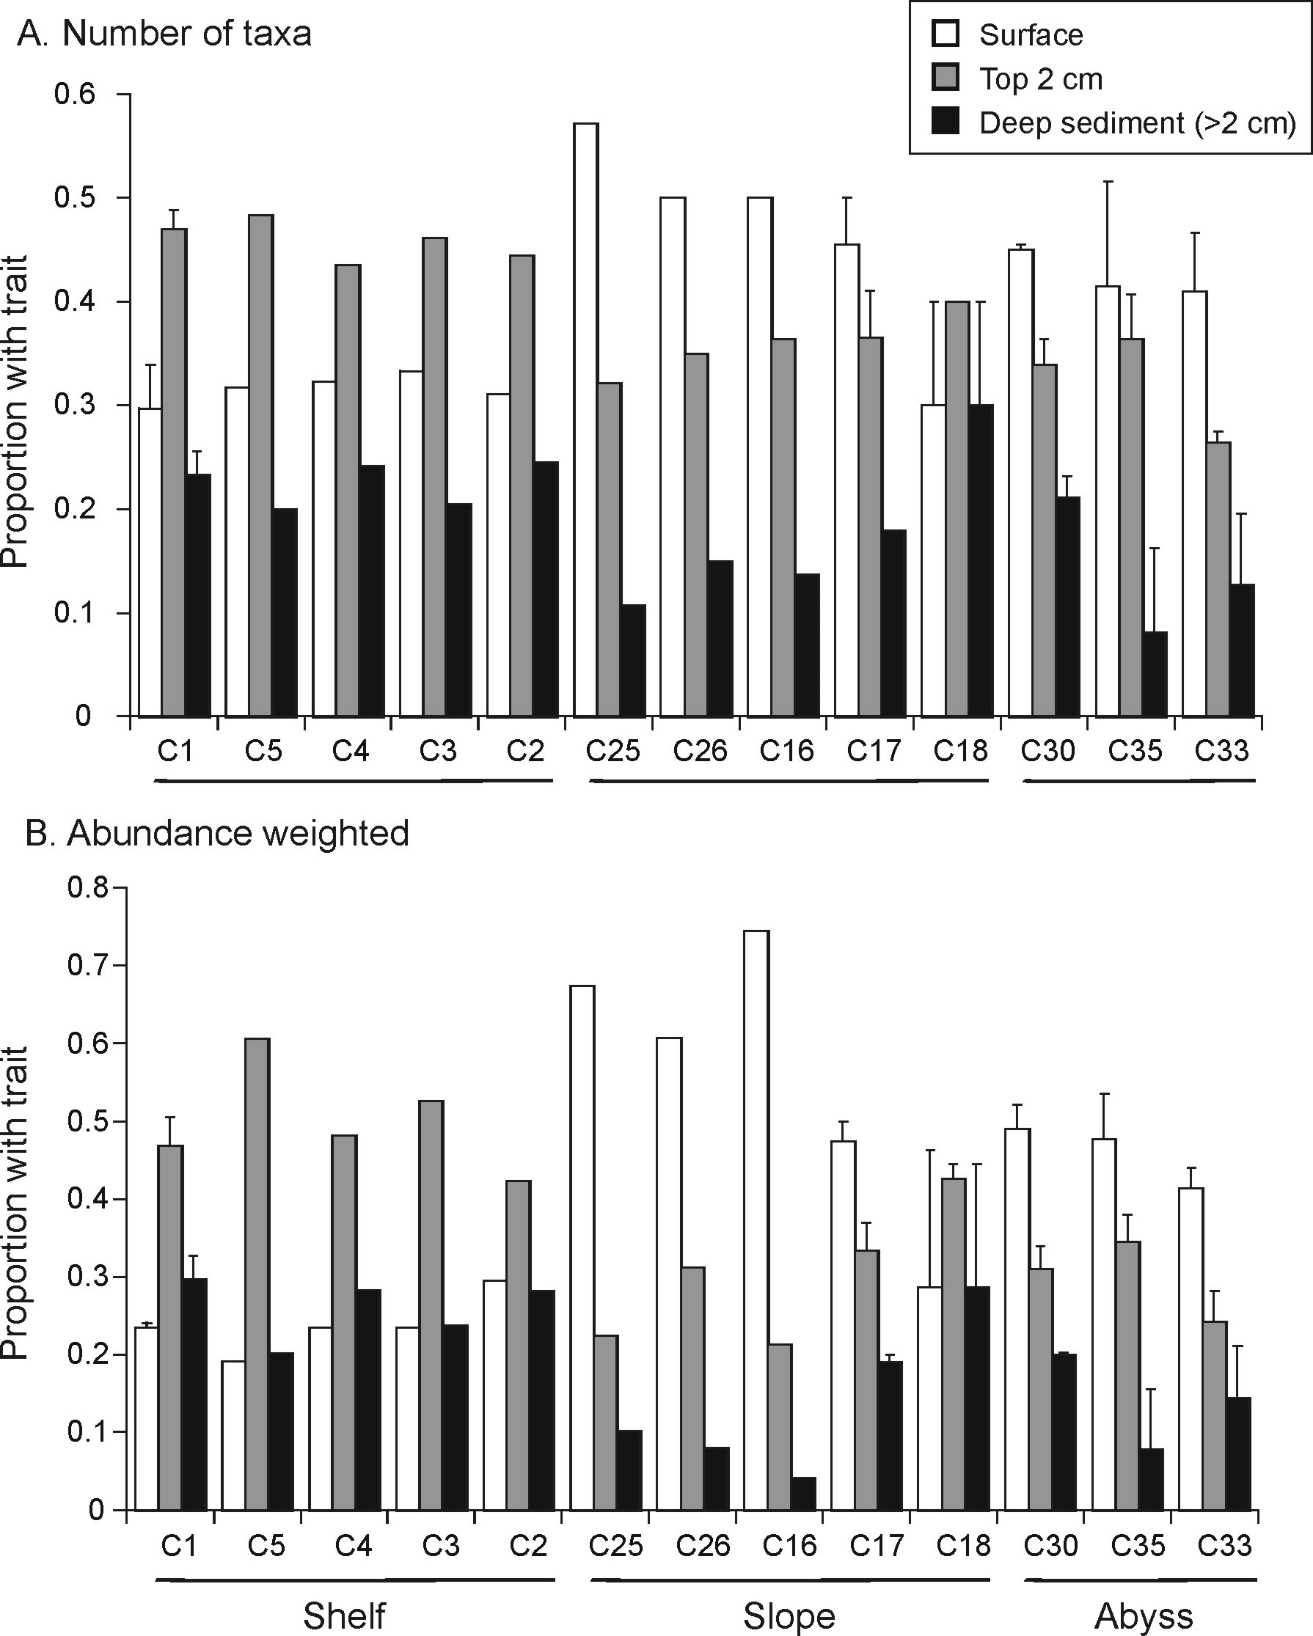 A. Number of taxa
Surface
Top 2 cm
Deep sediment (>2 cm)
Proportion with trait
0.6
0.5
0.4
0.3
0.2
0.1
0
C1 C5 C4 C3 C2 C25 C26 C16 C17 C18 C30 C35 C33
B. Abundance weighted
Proportion with trait
0.8
0.7
0.6
0.5
0.4
0.3
0.2
0.1
0
C1 C5 C4 C3 C2 C25 C26 C16 C17 C18 C30 C35 C33
Shelf Slope Abyss